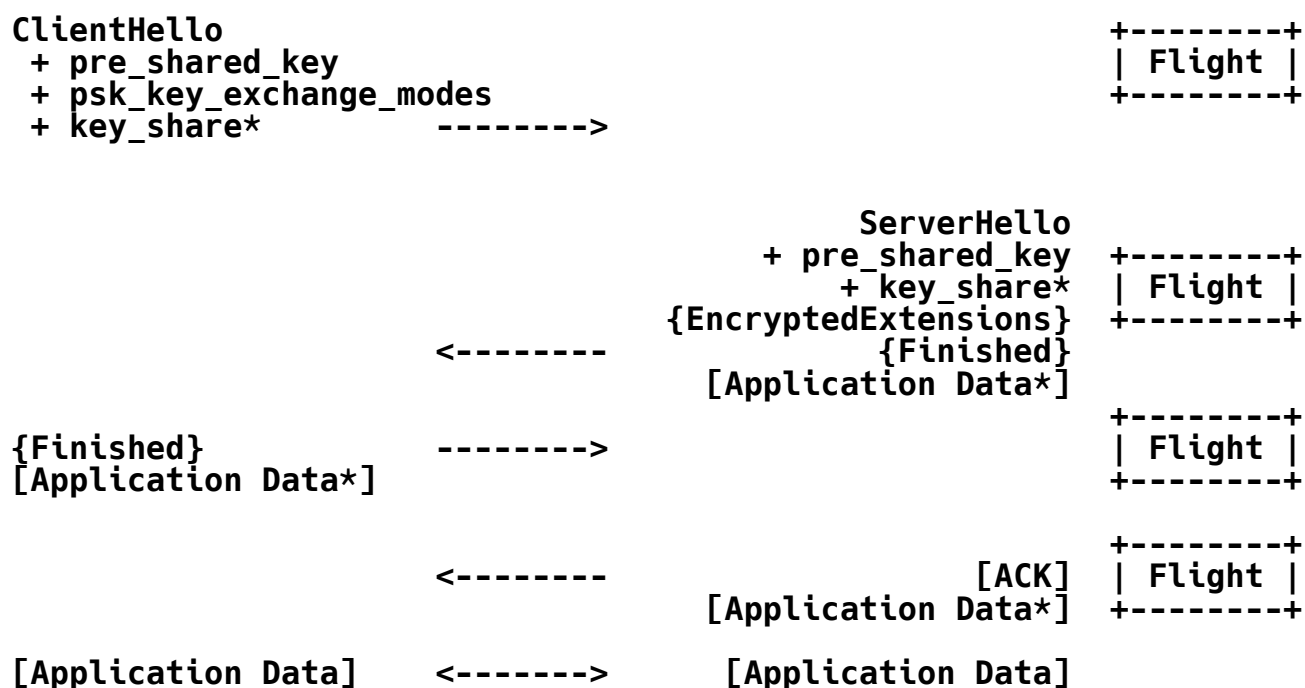 ClientHello                                              +--------+
 + pre_shared_key                                        | Flight |
 + psk_key_exchange_modes                                +--------+
 + key_share*         -------->

                                            ServerHello
                                       + pre_shared_key  +--------+
                                           + key_share*  | Flight |
                                  {EncryptedExtensions}  +--------+
                      <--------              {Finished}
                                    [Application Data*]
                                                         +--------+
{Finished}            -------->                          | Flight |
[Application Data*]                                      +--------+

                                                         +--------+
                      <--------                   [ACK]  | Flight |
                                    [Application Data*]  +--------+

[Application Data]    <------->      [Application Data]